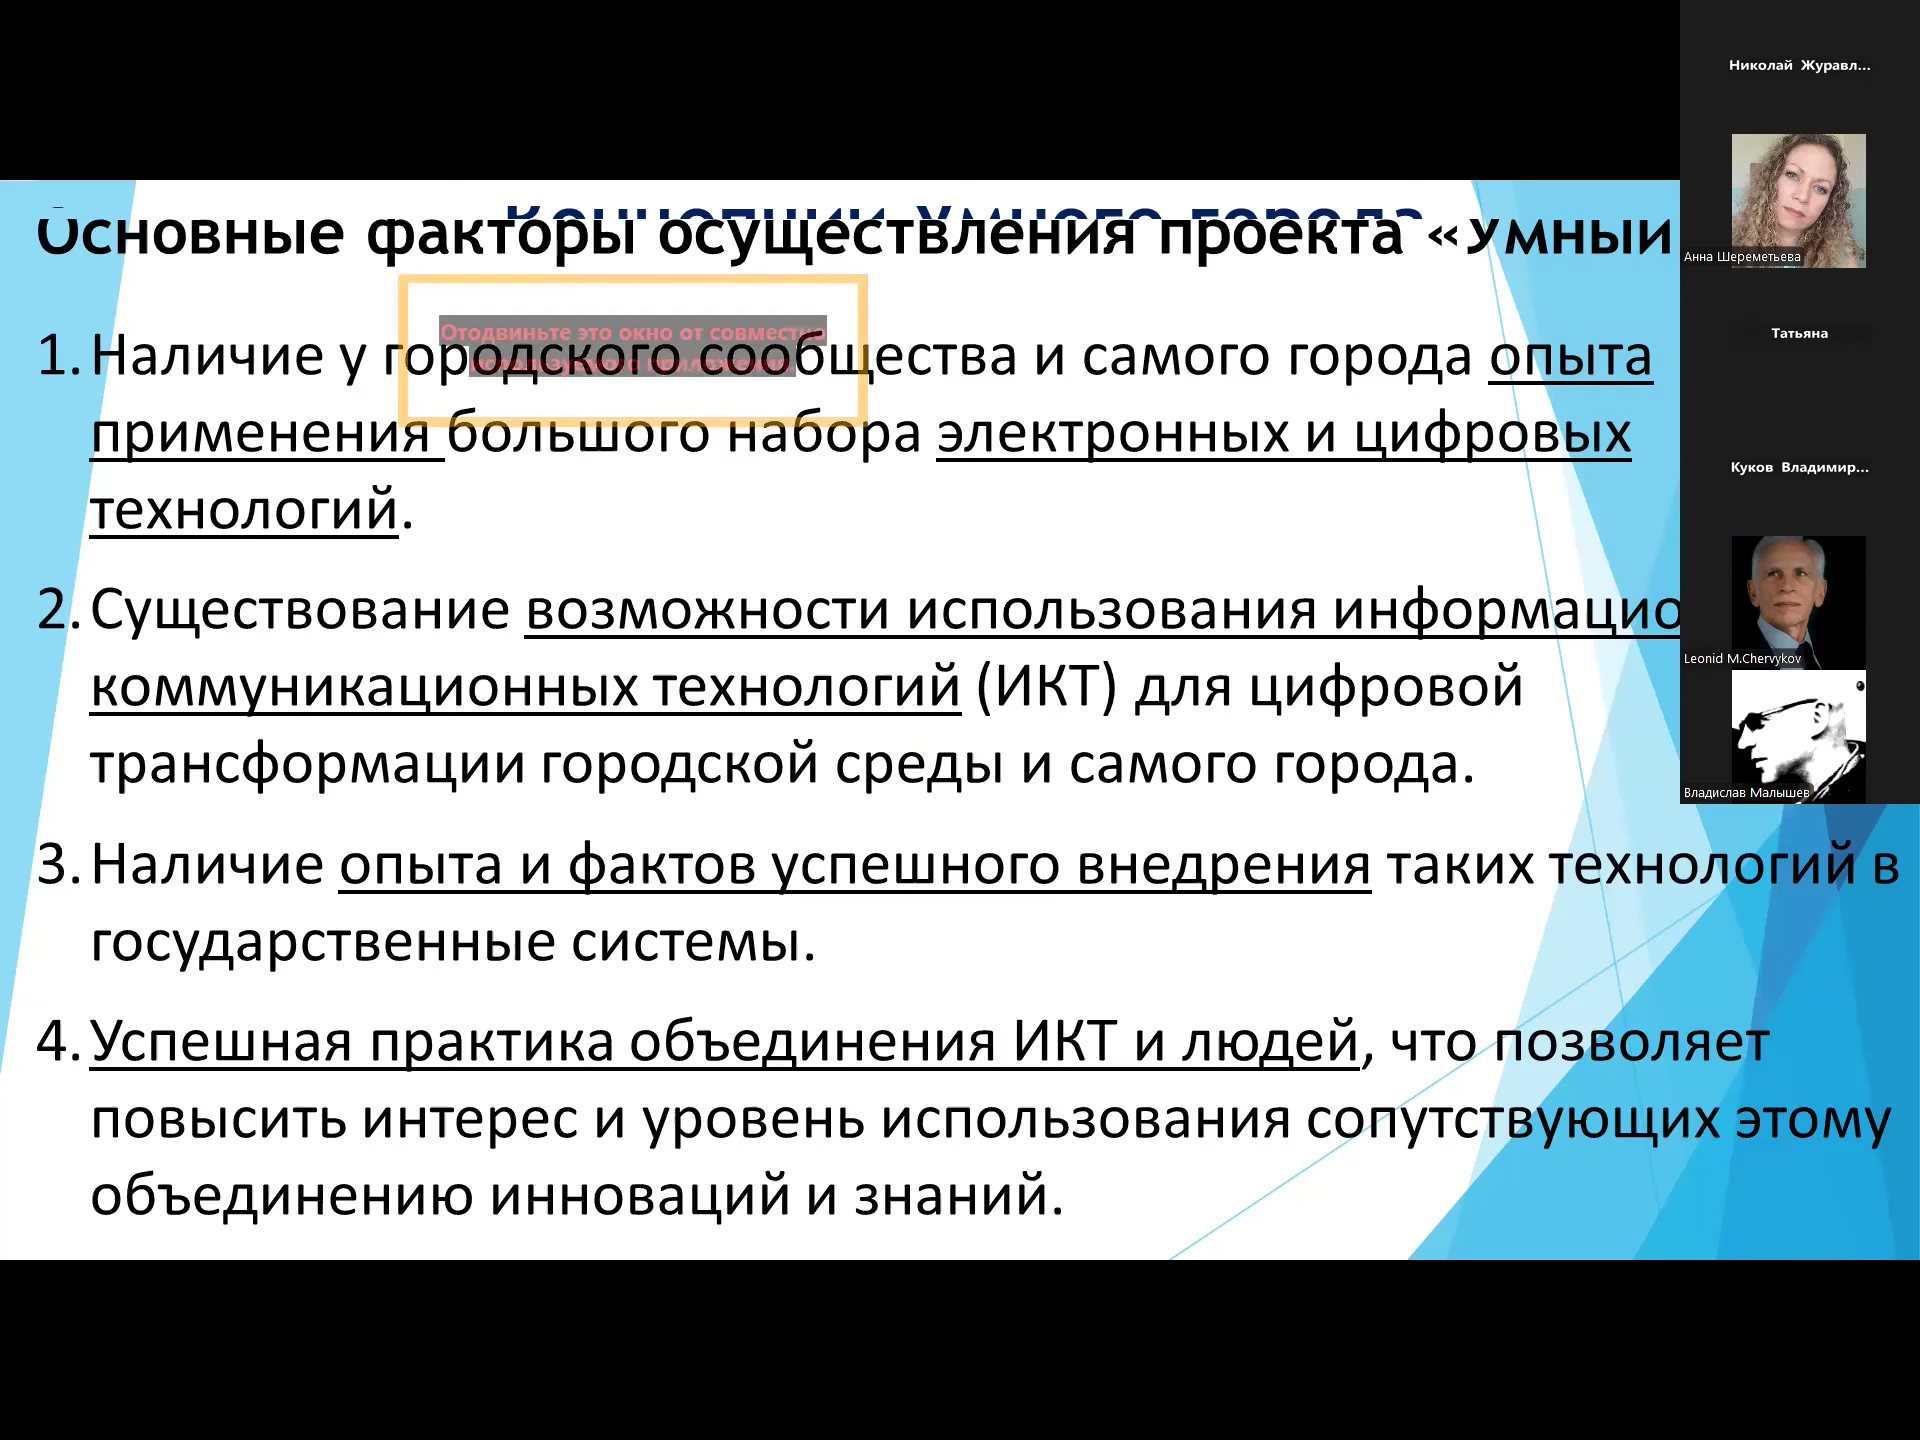 Основные факторы осуществления проекта «Умный
1. Наличие у городского сообщества и самого города опыта
применения большого набора электронных и цифровых
технологий.
2. Существование возможности использования информацио
коммуникационных технологий (ИКТ) для цифровой
трансформации городской среды и самого города.
3. Наличие опыта и фактов успешного внедрения таких технологий в
государственные системы.
4. Успешная практика объединения ИКТ и людей, что позволяет
повысить интерес и уровень использования сопутствующих этому
объединению инноваций и знаний.
Отодвиньте это окно от совместно
используемого приложения.
Николай Журавл...
Анна Шереметьева
Татьяна
Куков Владимир...
Leonid M.Chervykov
Владислав Малышев